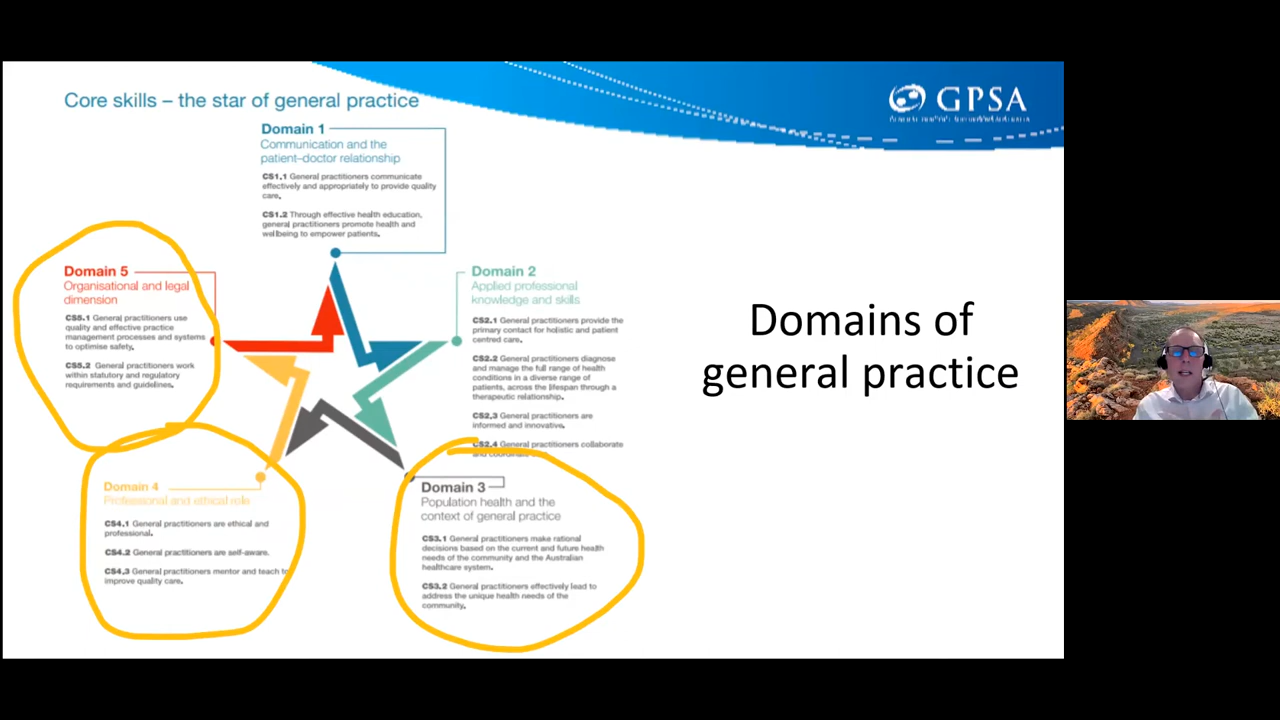 Core skills – the star of general practice
GPSA
Domain 1
Communication and the
patient–doctor relationship
CS1.1 General practitioners communicate
effectively and appropriately to provide quality
care.
CS1.2 Through effective health education,
general practitioners promote health and
wellbeing to empower patients.
Domain 5
Organisational and legal
dimension
CS5.1 General practitioners use
quality and effective practice
management processes and systems
to optimise safety.
CS5.2 General practitioners work
within statutory and regulatory
requirements and guidelines.
Domain 2
Applied professional
knowledge and skills
CS2.1 General practitioners provide the
primary contact for holistic and patient
centred care.
CS2.2 General practitioners diagnose
and manage the full range of health
conditions in a diverse range of
patients, across the lifespan through a
therapeutic relationship.
CS2.3 General practitioners are
informed and innovative.
CS2.4 General practitioners collaborate
and coordinate
Domain 4
Professional and ethical role
CS4.1 General practitioners are ethical and
professional.
CS4.2 General practitioners are self-aware.
CS4.3 General practitioners mentor and teach to
improve quality care.
Domain 3
Population health and the
context of general practice
CS3.1 General practitioners make rational
decisions based on the current and future health
needs of the community and the Australian
healthcare system.
CS3.2 General practitioners effectively lead to
address the unique health needs of the
community.
Domains of
general practice